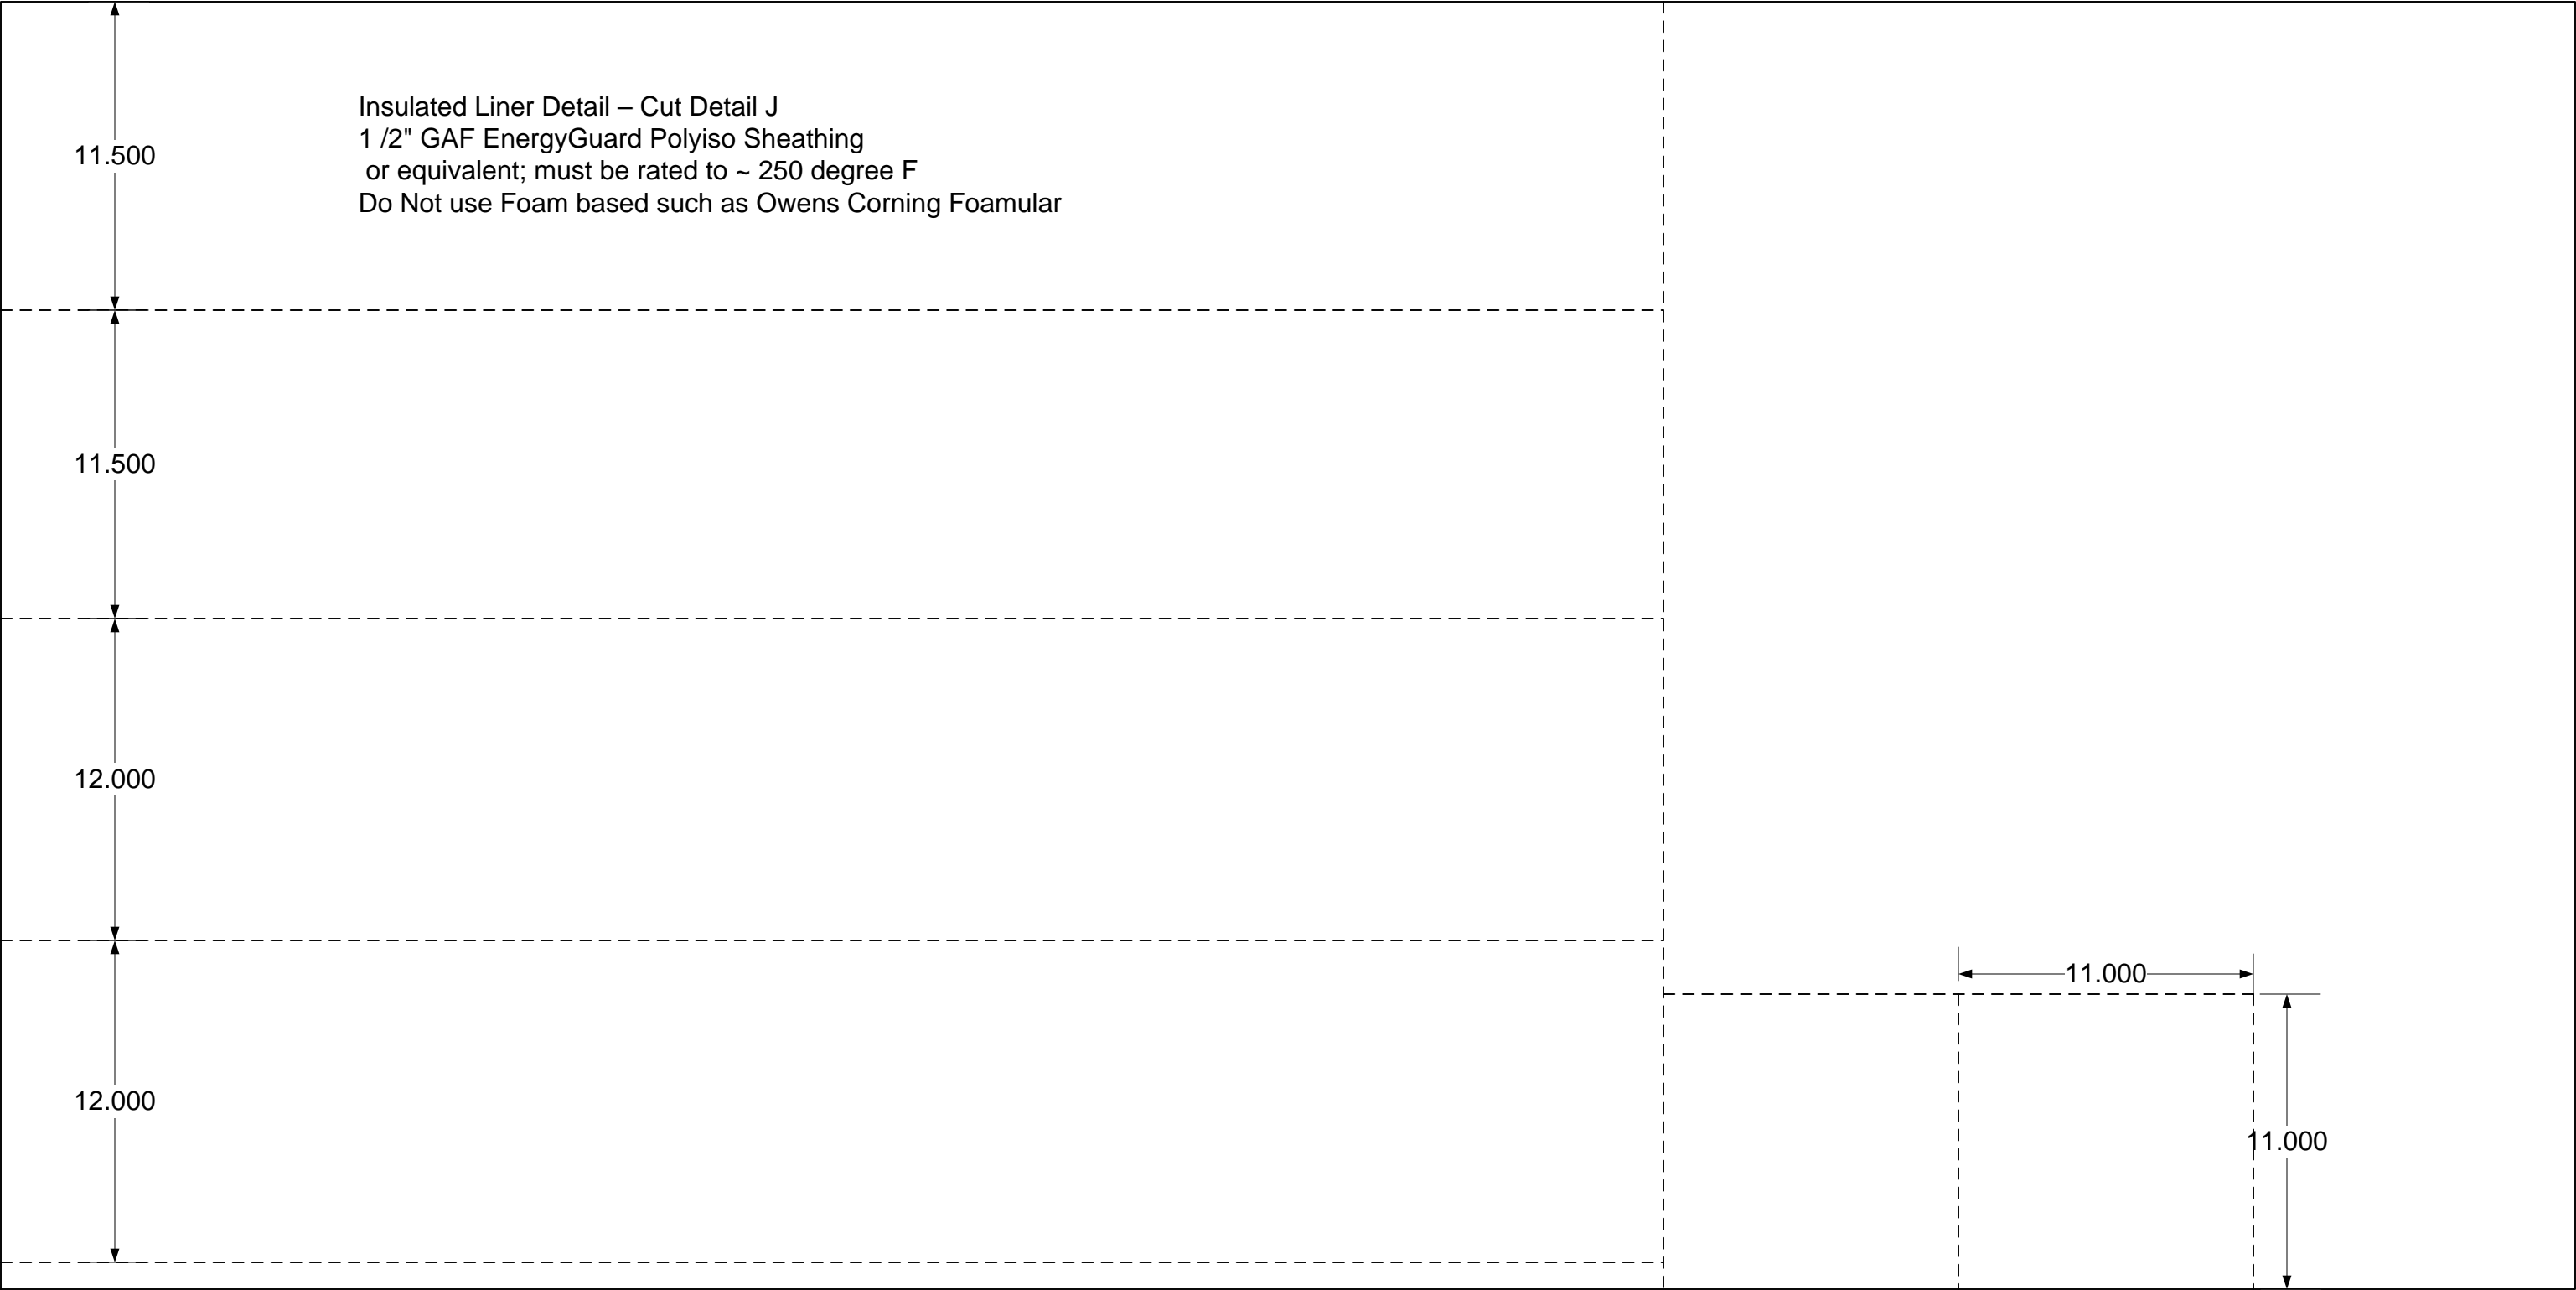 11.500
Insulated Liner Detail – Cut Detail J
1 /2" GAF EnergyGuard Polyiso Sheathing
or equivalent; must be rated to ~ 250 degree F
Do Not use Foam based such as Owens Corning Foamular
11.500
12.000
12.000
11.000
11.000